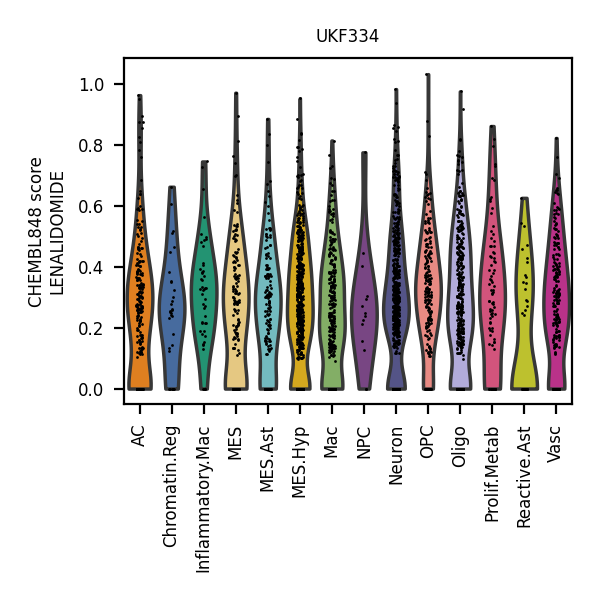 UKF334
CHEMBL848 score
LENALIDOMIDE
1.0
0.8
0.6
0.4
0.2
0.0
AC
Chromatin.Reg
Inflammatory.Mac
MES
MES.Ast
MES.Hyp
Mac
NPC
Neuron
OPC
Oligo
Prolif.Metab
Reactive.Ast
Vasc